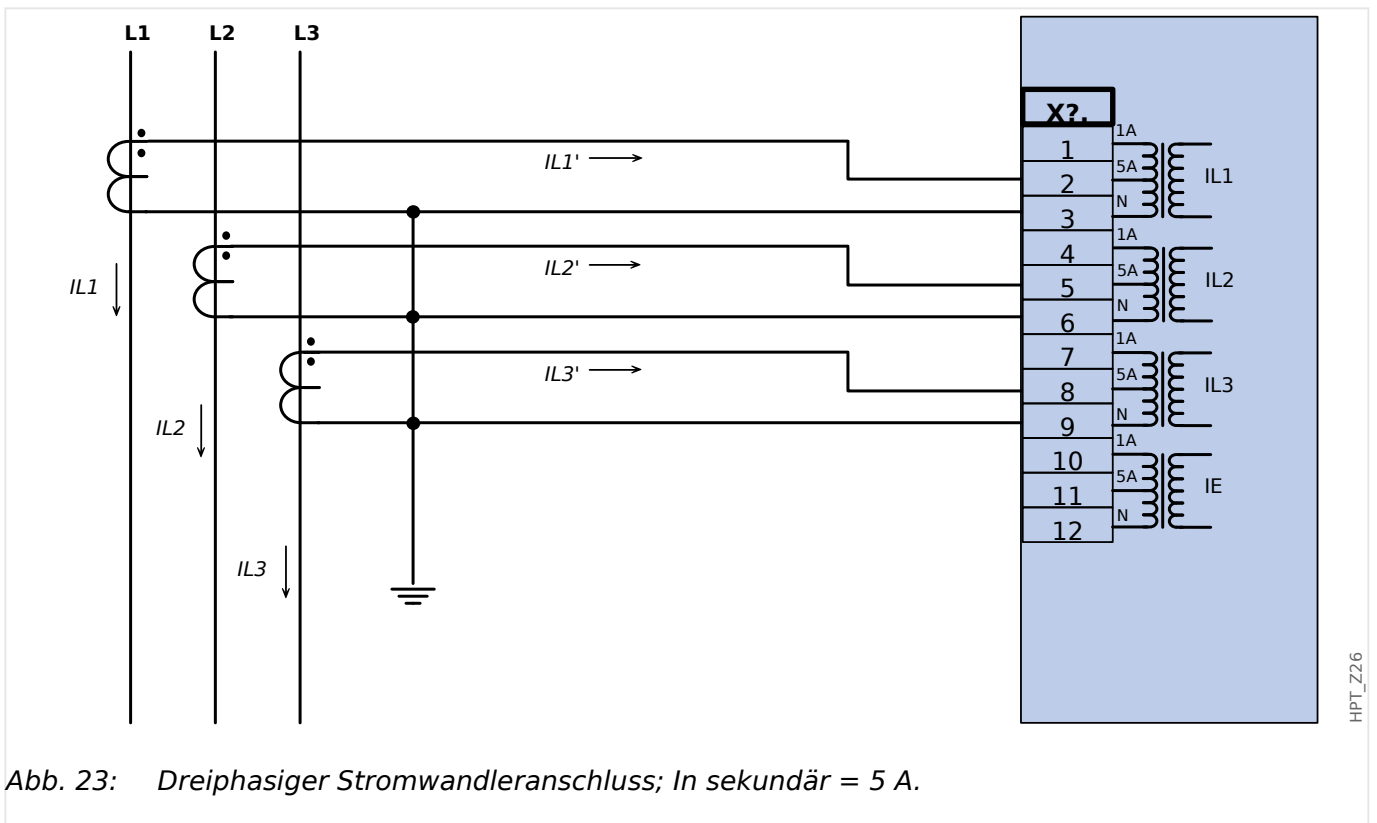 L1 L2 L3
X?.
1
2
3
4
5
6
7
8
9
10
11
12
1A
5A
N
IL1
1A
5A
N
IL2
1A
5A
N
IL3
1A
5A
N
IE
IL1'
IL2'
IL3'
IL1
IL2
IL3
HPT_Z26
Abb. 23: Dreiphasiger Stromwandleranschluss; In sekundär = 5 A.